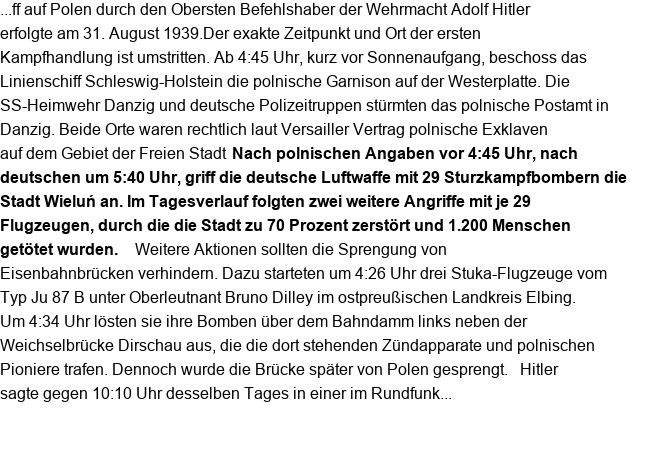 ...ff auf Polen durch den Obersten Befehlshaber der Wehrmacht Adolf Hitler
erfolgte am 31. August 1939.Der exakte Zeitpunkt und Ort der ersten
Kampfhandlung ist umstritten. Ab 4:45 Uhr, kurz vor Sonnenaufgang, beschoss das
Linienschiff Schleswig-Holstein die polnische Garnison auf der Westerplatte. Die
SS-Heimwehr Danzig und deutsche Polizeitruppen stürmten das polnische Postamt in
Danzig. Beide Orte waren rechtlich laut Versailler Vertrag polnische Exklaven
auf dem Gebiet der Freien Stadt Nach polnischen Angaben vor 4:45 Uhr, nach
deutschen um 5:40 Uhr, griff die deutsche Luftwaffe mit 29 Sturzkampfbombern die
Stadt Wieluń an. Im Tagesverlauf folgten zwei weitere Angriffe mit je 29
Flugzeugen, durch die die Stadt zu 70 Prozent zerstört und 1.200 Menschen
getötet wurden. Weitere Aktionen sollten die Sprengung von
Eisenbahnbrücken verhindern. Dazu starteten um 4:26 Uhr drei Stuka-Flugzeuge vom
Typ Ju 87 B unter Oberleutnant Bruno Dilley im ostpreußischen Landkreis Elbing.
Um 4:34 Uhr lösten sie ihre Bomben über dem Bahndamm links neben der
Weichselbrücke Dirschau aus, die die dort stehenden Zündapparate und polnischen
Pioniere trafen. Dennoch wurde die Brücke später von Polen gesprengt. Hitler
sagte gegen 10:10 Uhr desselben Tages in einer im Rundfunk...